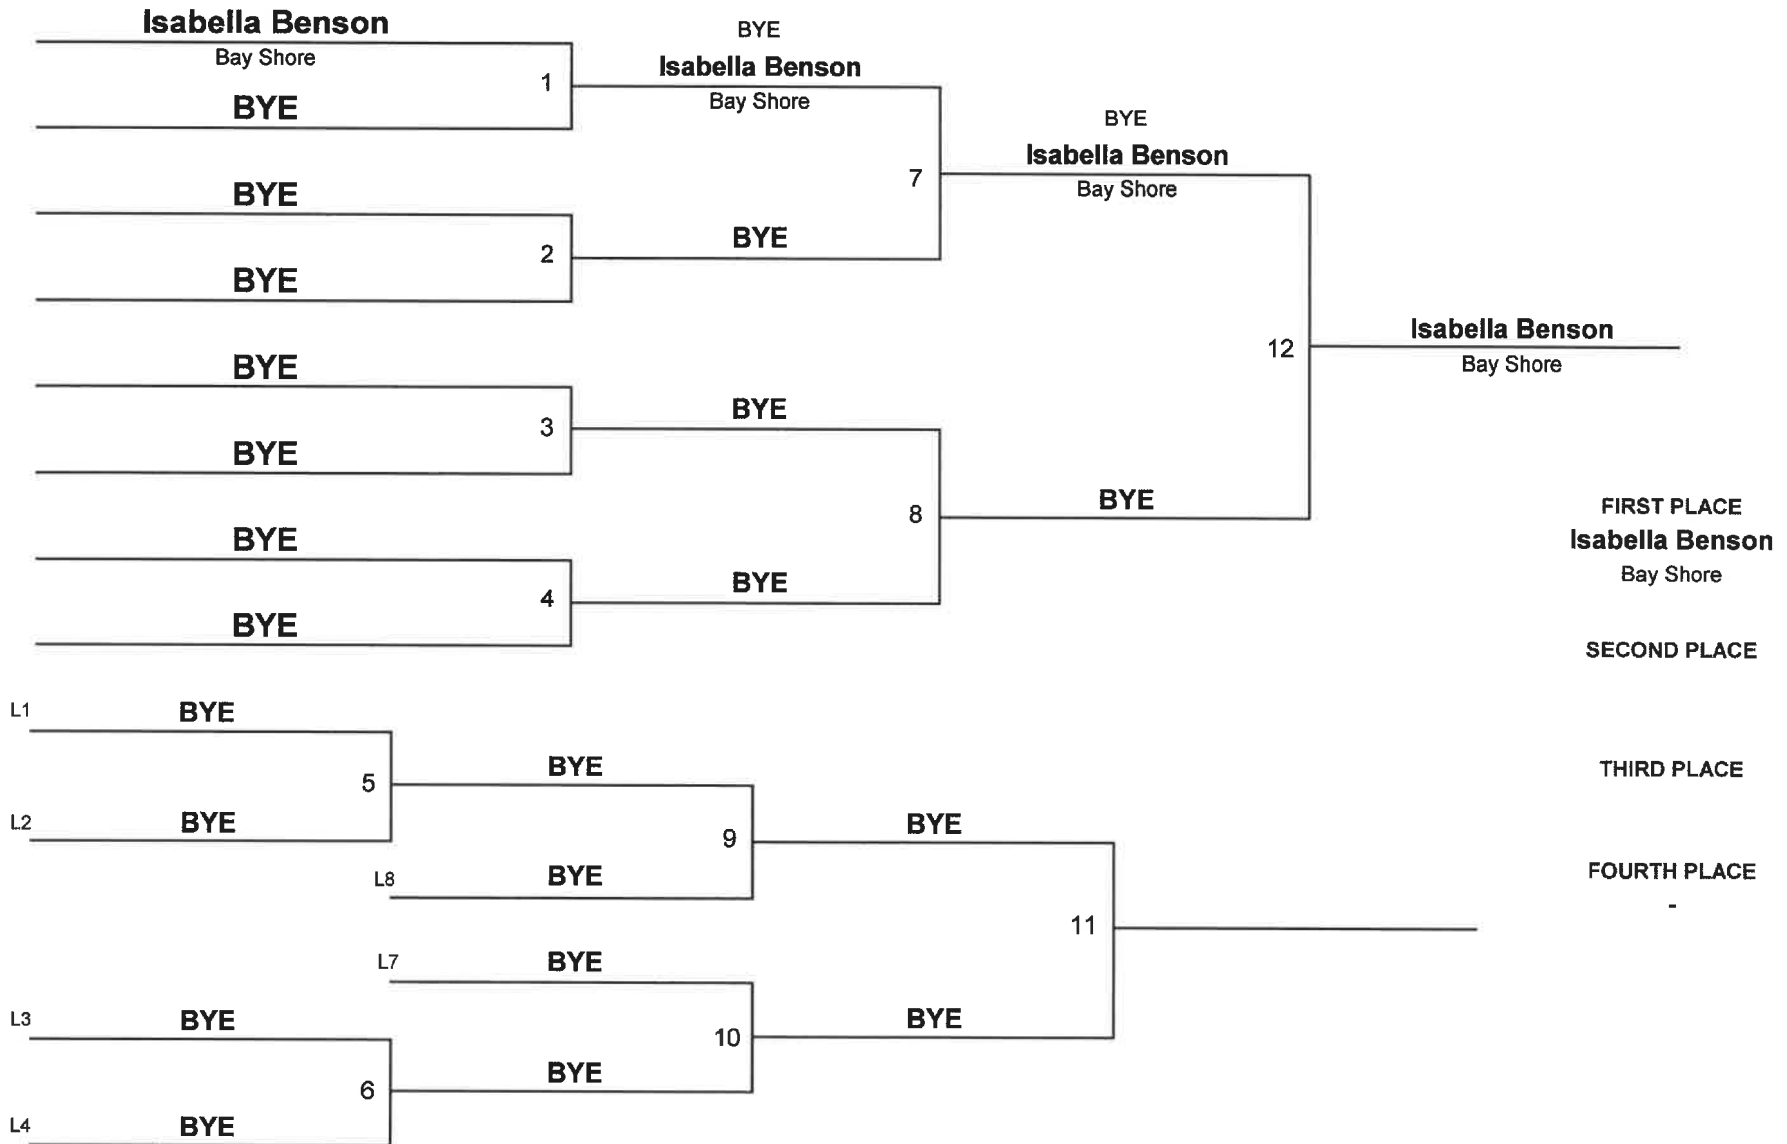 Isabella Benson
Bay Shore
1
BYE
BYE
2
BYE
BYE
3
BYE
BYE
4
BYE
BYE
Isabella Benson
Bay Shore
7
BYE
BYE
8
BYE
BYE
Isabella Benson
Bay Shore
12
BYE
Isabella Benson
Bay Shore
FIRST PLACE
Isabella Benson
Bay Shore
SECOND PLACE
THIRD PLACE
FOURTH PLACE
-
L1 BYE
5
L2 BYE
BYE
9
L8 BYE
BYE
11
L7 BYE
10
BYE
BYE
L3 BYE
6
L4 BYE